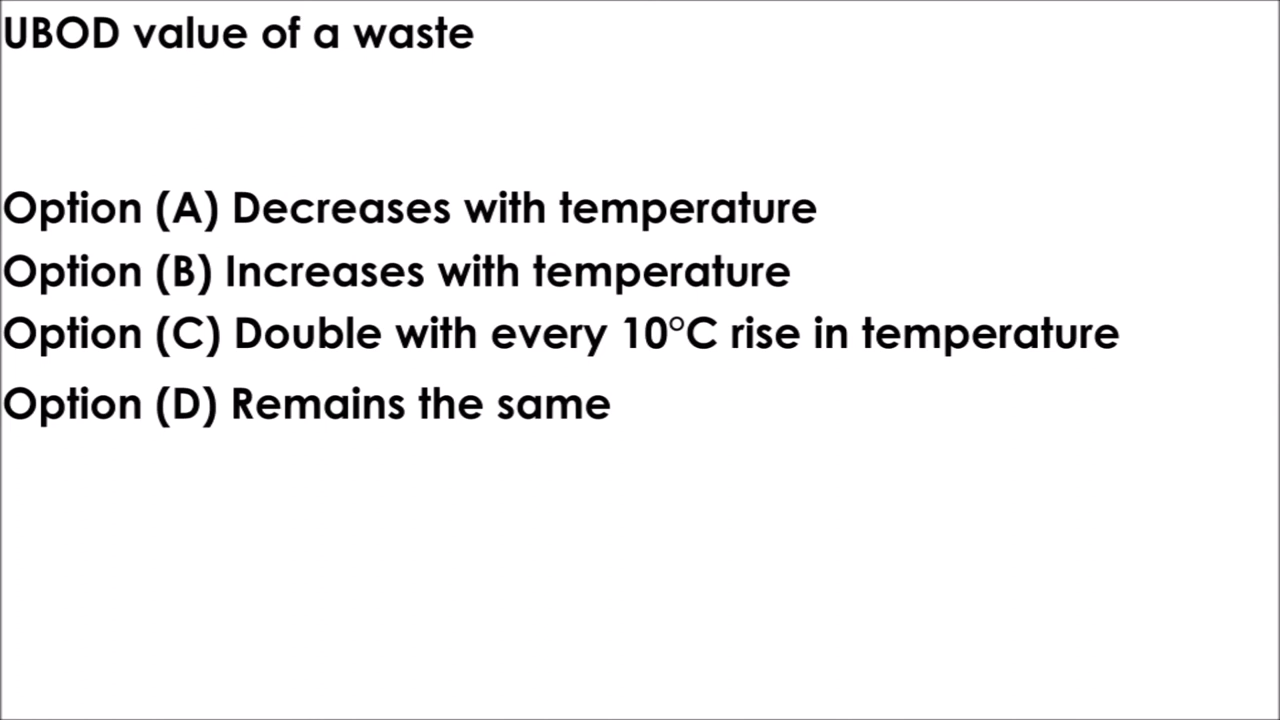 UBOD value of a waste
Option (A) Decreases with temperature
Option (B) Increases with temperature
Option (C) Double with every 10°C rise in temperature
Option (D) Remains the same